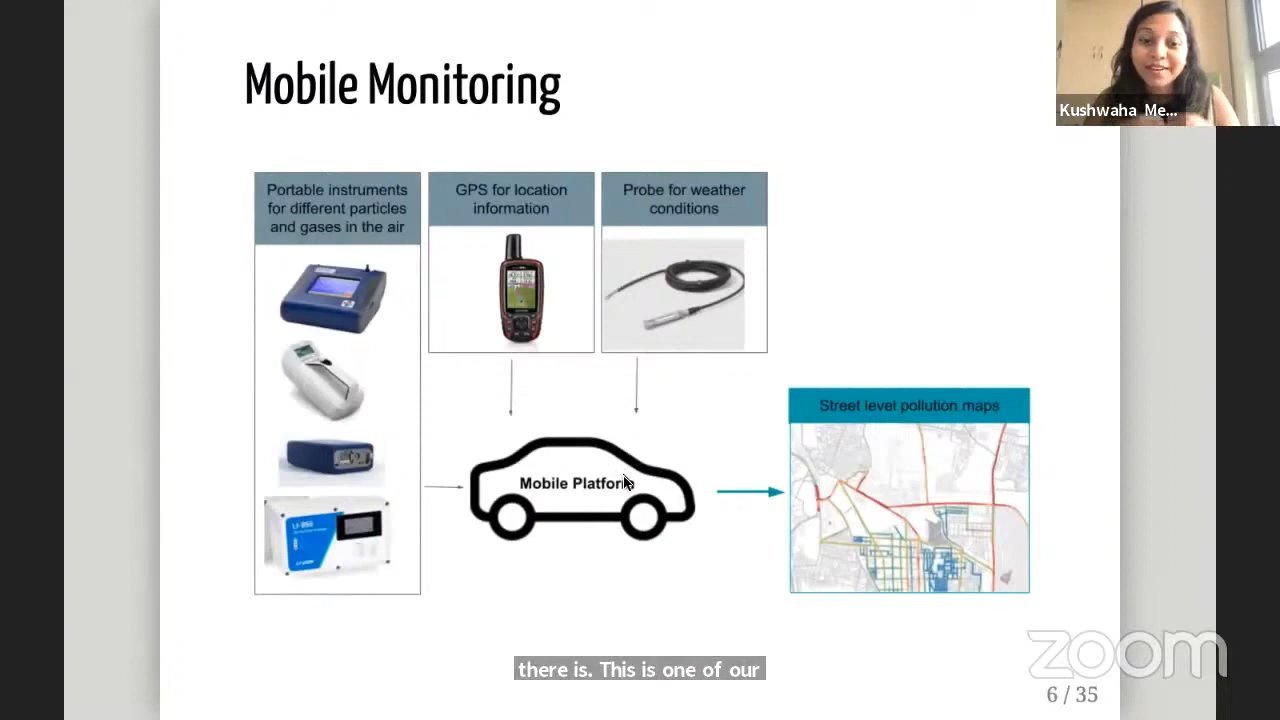 Mobile Monitoring
Kushwaha Me...
Portable instruments
for different particles
and gases in the air
GPS for location
information
Probe for weather
conditions
Street level pollution maps
Mobile Platform
zoom
there is. This is one of our
6 / 35